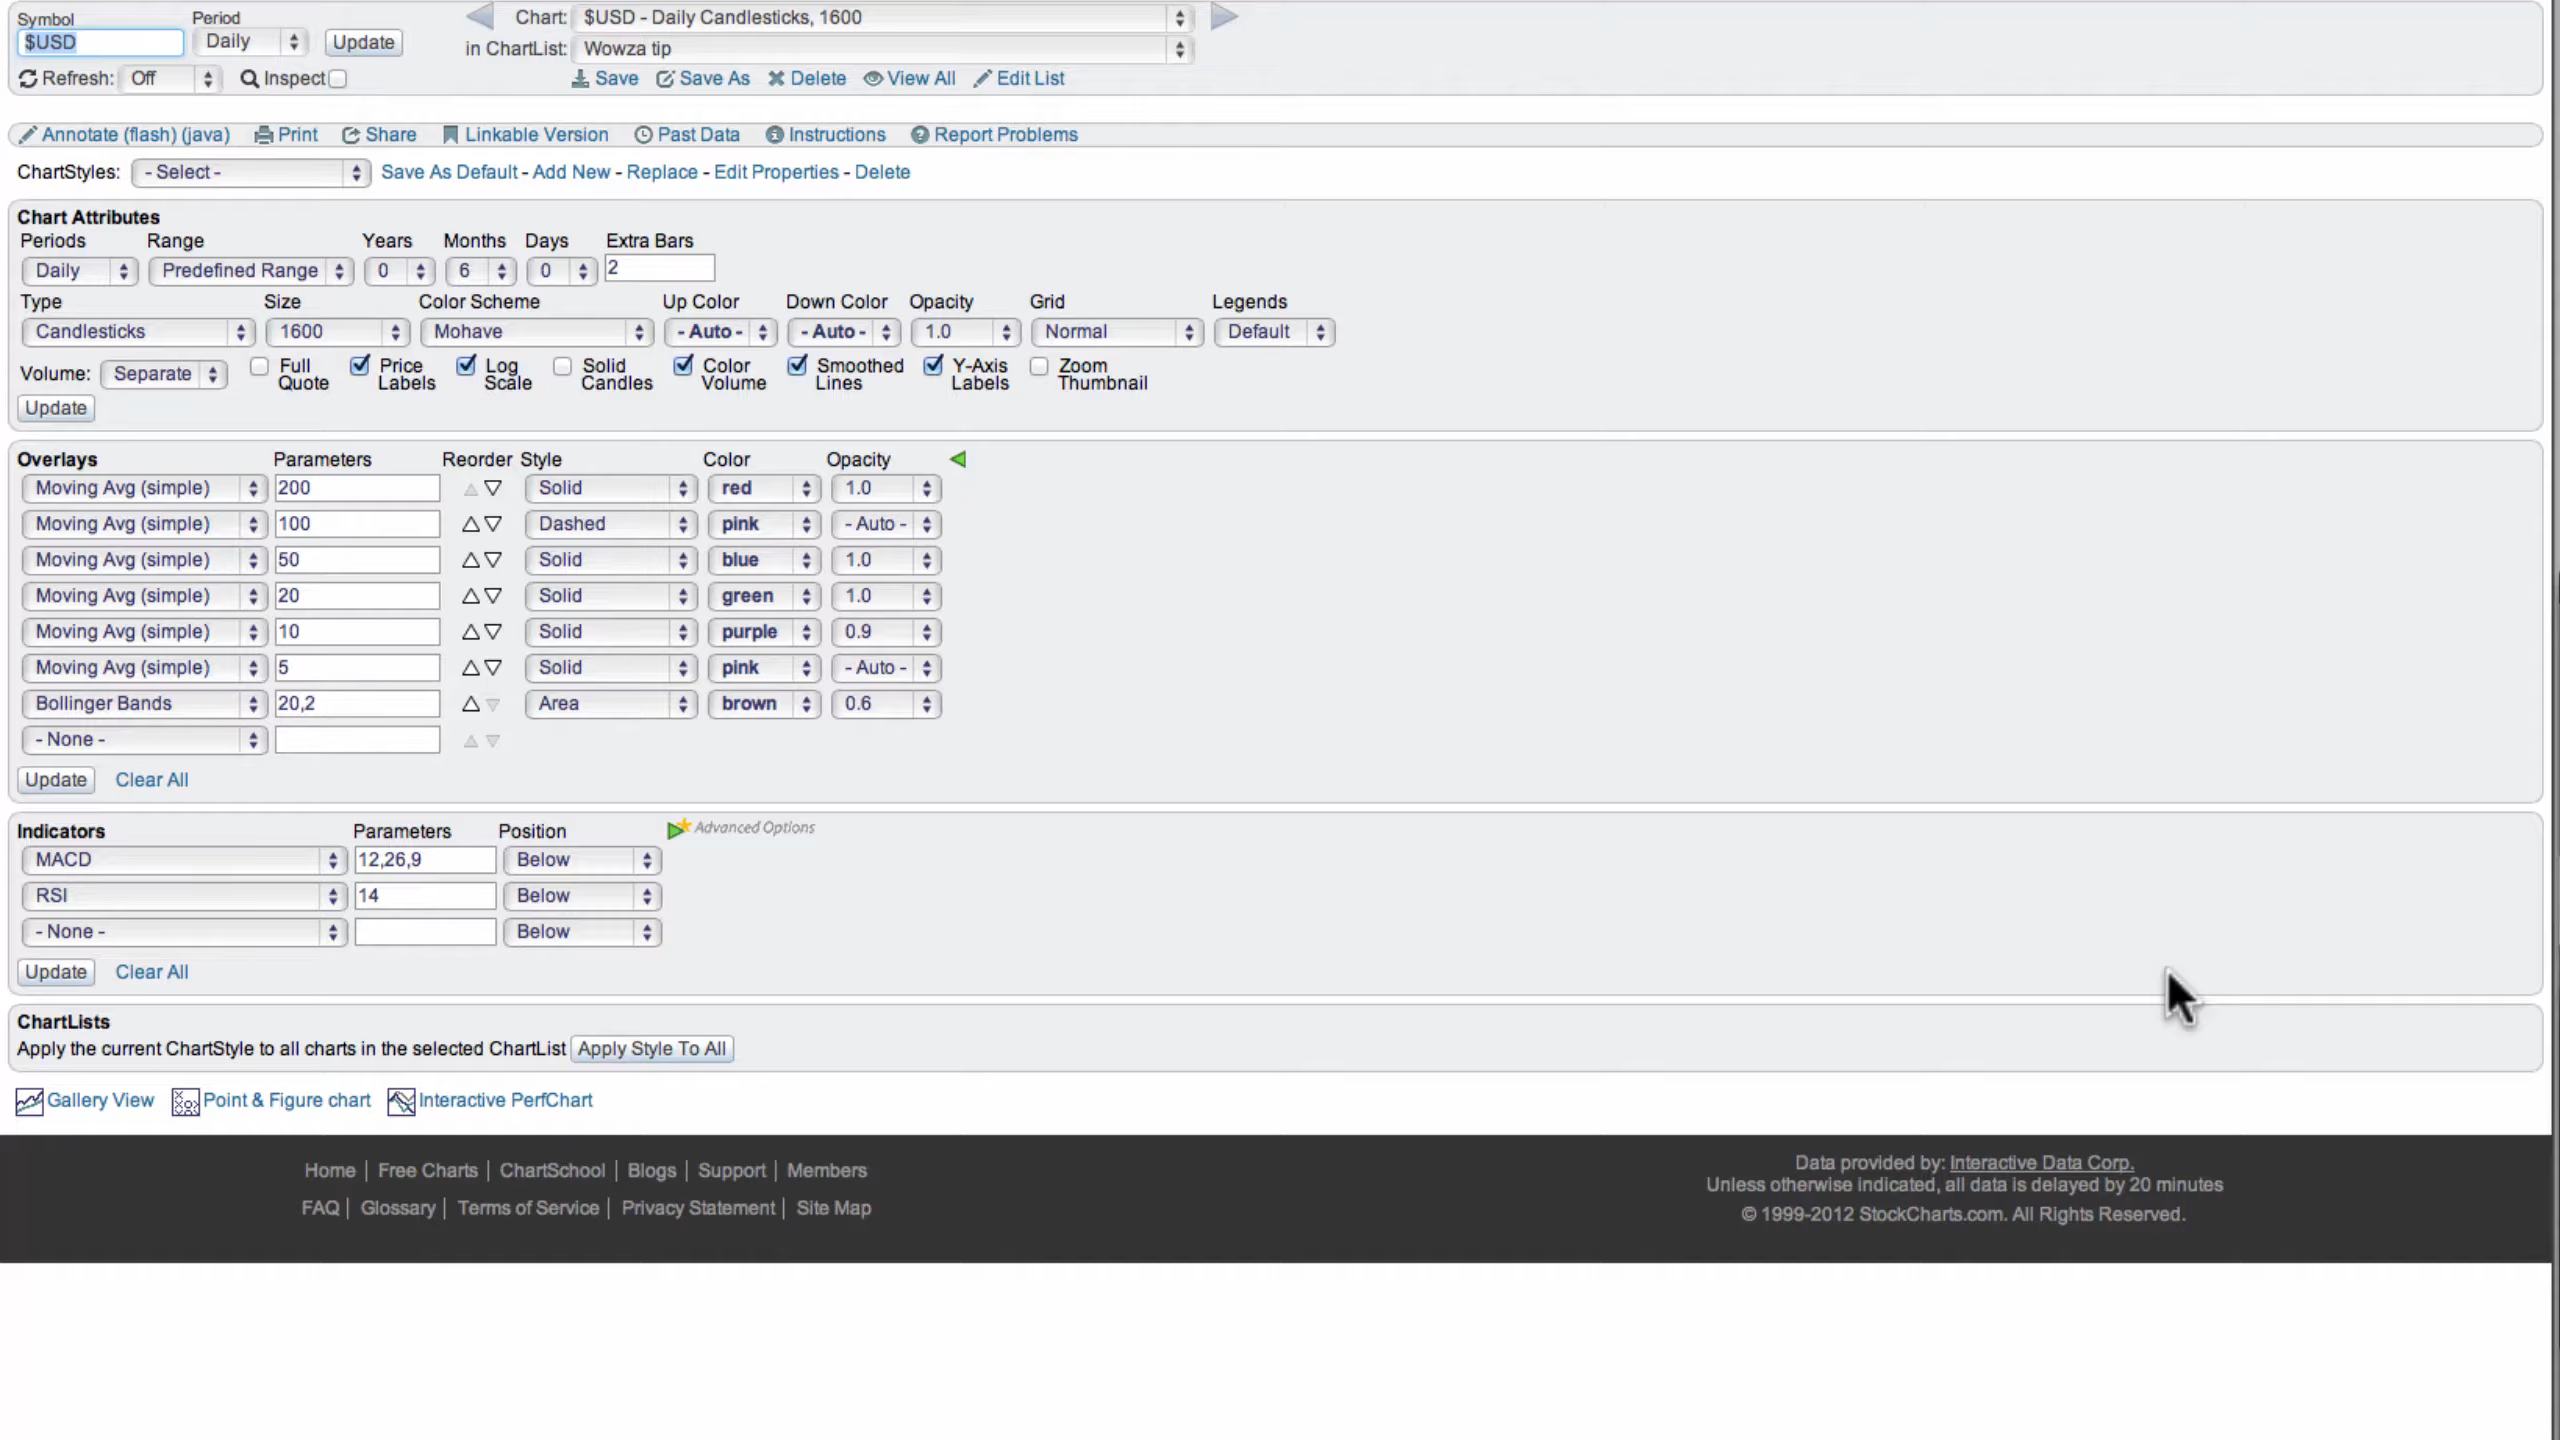 Symbol Period
$USD Daily Update
Chart: $USD - Daily Candlesticks, 1600
in ChartList: Wowza tip
Refresh: Off Inspect
Save Save As Delete View All Edit List
Annotate (flash) (java) Print Share Linkable Version Past Data Instructions Report Problems
ChartStyles: - Select - Save As Default - Add New - Replace - Edit Properties - Delete
Chart Attributes
Periods Range Years Months Days Extra Bars
Daily Predefined Range 0 6 0 2
Type Size Color Scheme Up Color Down Color Opacity Grid Legends
Candlesticks 1600 Mohave - Auto - - Auto - 1.0 Normal Default
Volume: Separate Full Quote Price Labels Log Scale Solid Candles Color Volume Smoothed Lines Y-Axis Labels Zoom Thumbnail
Update
Overlays Parameters Reorder Style Color Opacity
Moving Avg (simple) 200 Solid red 1.0
Moving Avg (simple) 100 Dashed pink - Auto -
Moving Avg (simple) 50 Solid blue 1.0
Moving Avg (simple) 20 Solid green 1.0
Moving Avg (simple) 10 Solid purple 0.9
Moving Avg (simple) 5 Solid pink - Auto -
Bollinger Bands 20,2 Area brown 0.6
- None -
Update Clear All
Indicators Parameters Position Advanced Options
MACD 12,26,9 Below
RSI 14 Below
- None - Below
Update Clear All
ChartLists
Apply the current ChartStyle to all charts in the selected ChartList Apply Style To All
Gallery View Point & Figure chart Interactive PerfChart
Home | Free Charts | ChartSchool | Blogs | Support | Members
FAQ | Glossary | Terms of Service | Privacy Statement | Site Map
Data provided by: Interactive Data Corp.
Unless otherwise indicated, all data is delayed by 20 minutes
© 1999-2012 StockCharts.com. All Rights Reserved.